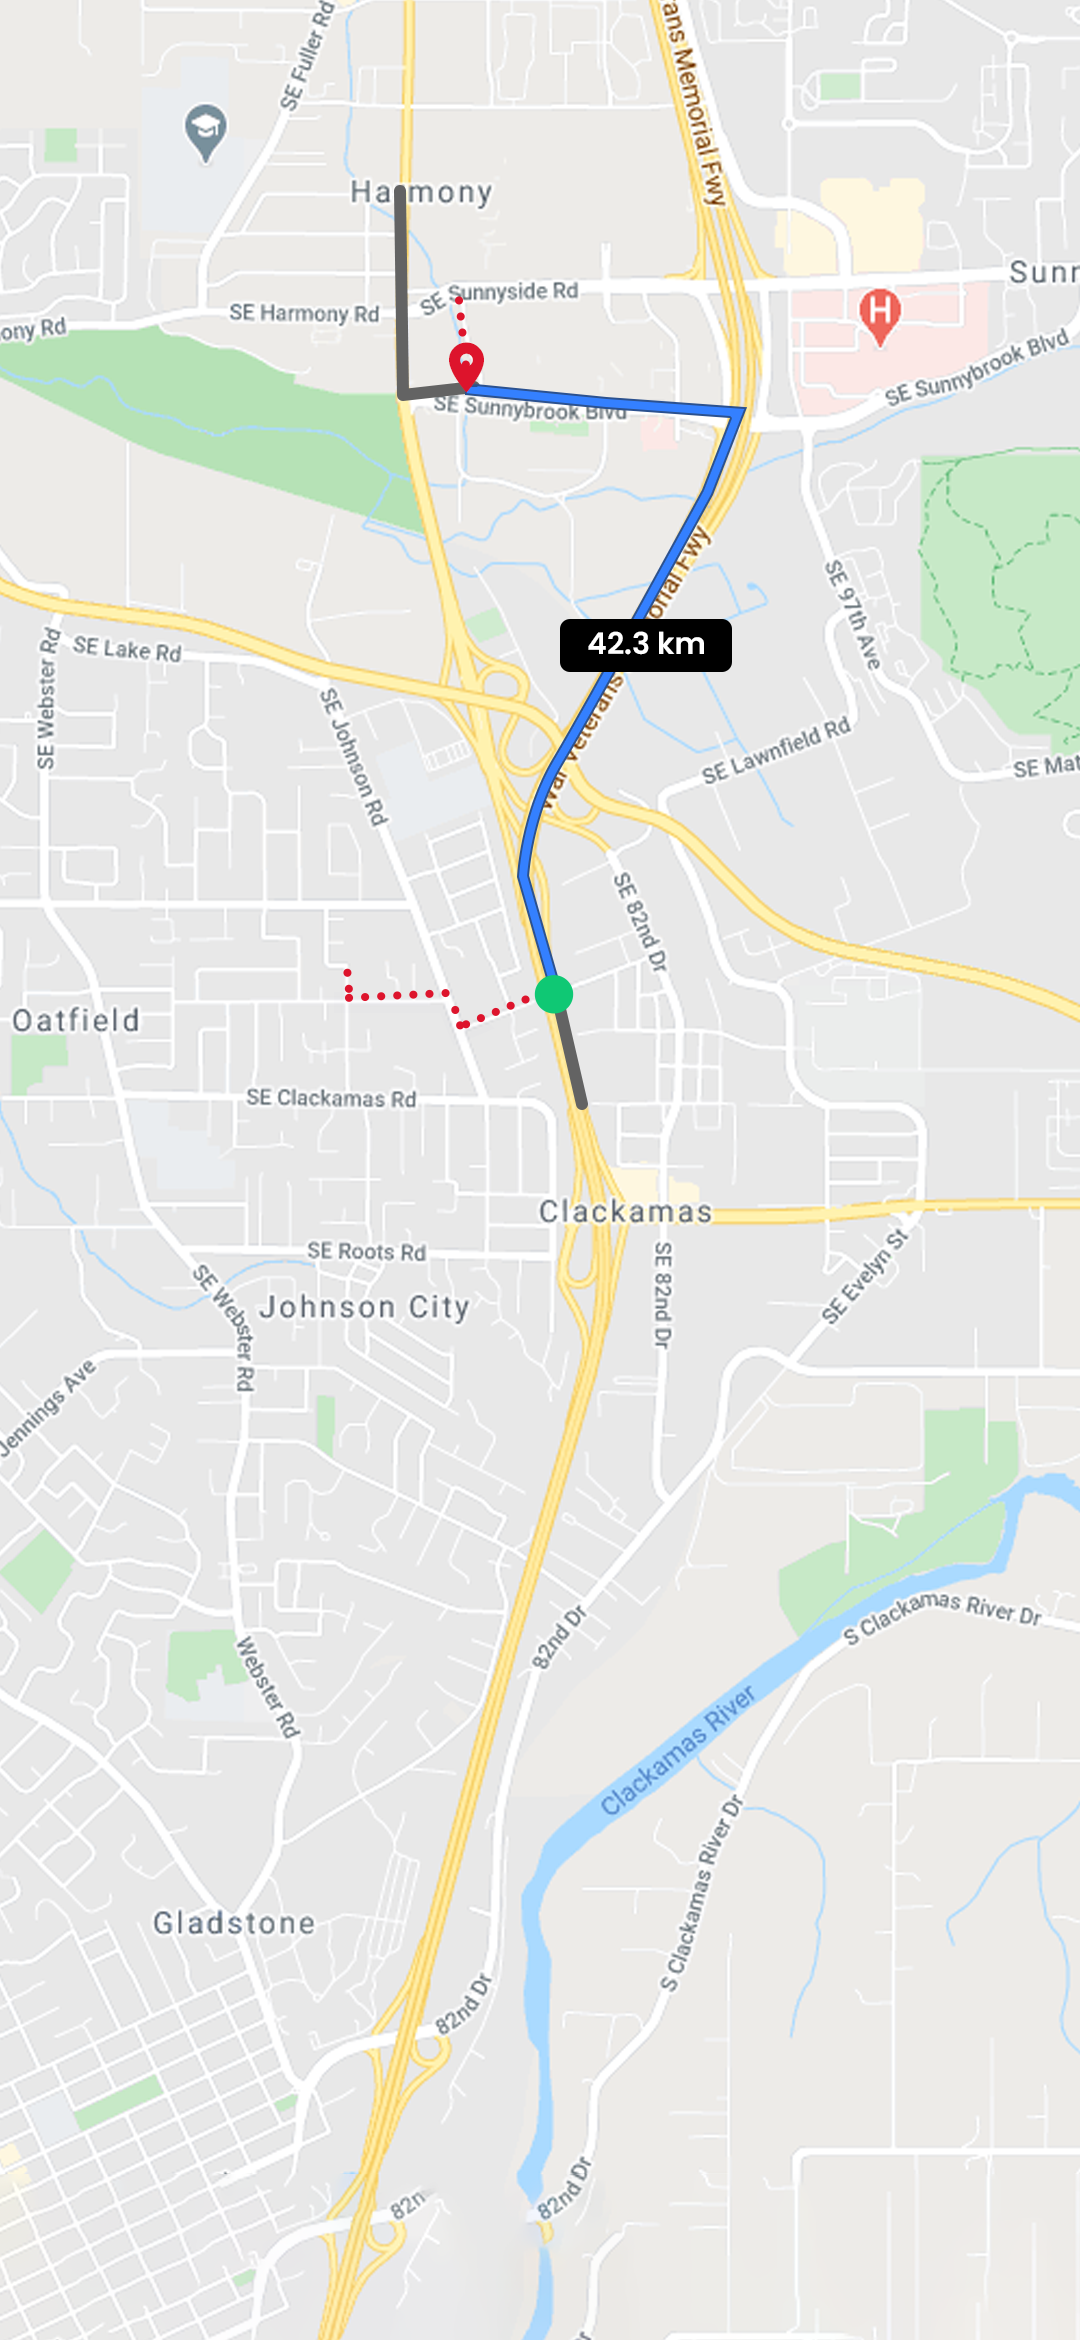 SE Fuller Rd
ans Memorial Fwy
Harmony
Sunn
SE Sunnyside Rd
SE Harmony Rd
H
ony Rd
SE Sunnybrook Blvd
SE Sunnybrook Blvd
orial Fwy
SE 97th Ave
42.3 km
SE Webster Rd
SE Lake Rd
War Veterans
SE Johnson Rd
SE Lawnfield Rd
SE Mat
SE 82nd Dr
Oatfield
SE Clackamas Rd
Clackamas
SE Roots Rd
SE 82nd Dr
SE Evelyn St
SE Webster Rd
Johnson City
Jennings Ave
82nd Dr
S Clackamas River Dr
Webster Rd
Clackamas River
S Clackamas River Dr
Gladstone
82nd Dr
82n
82nd Dr